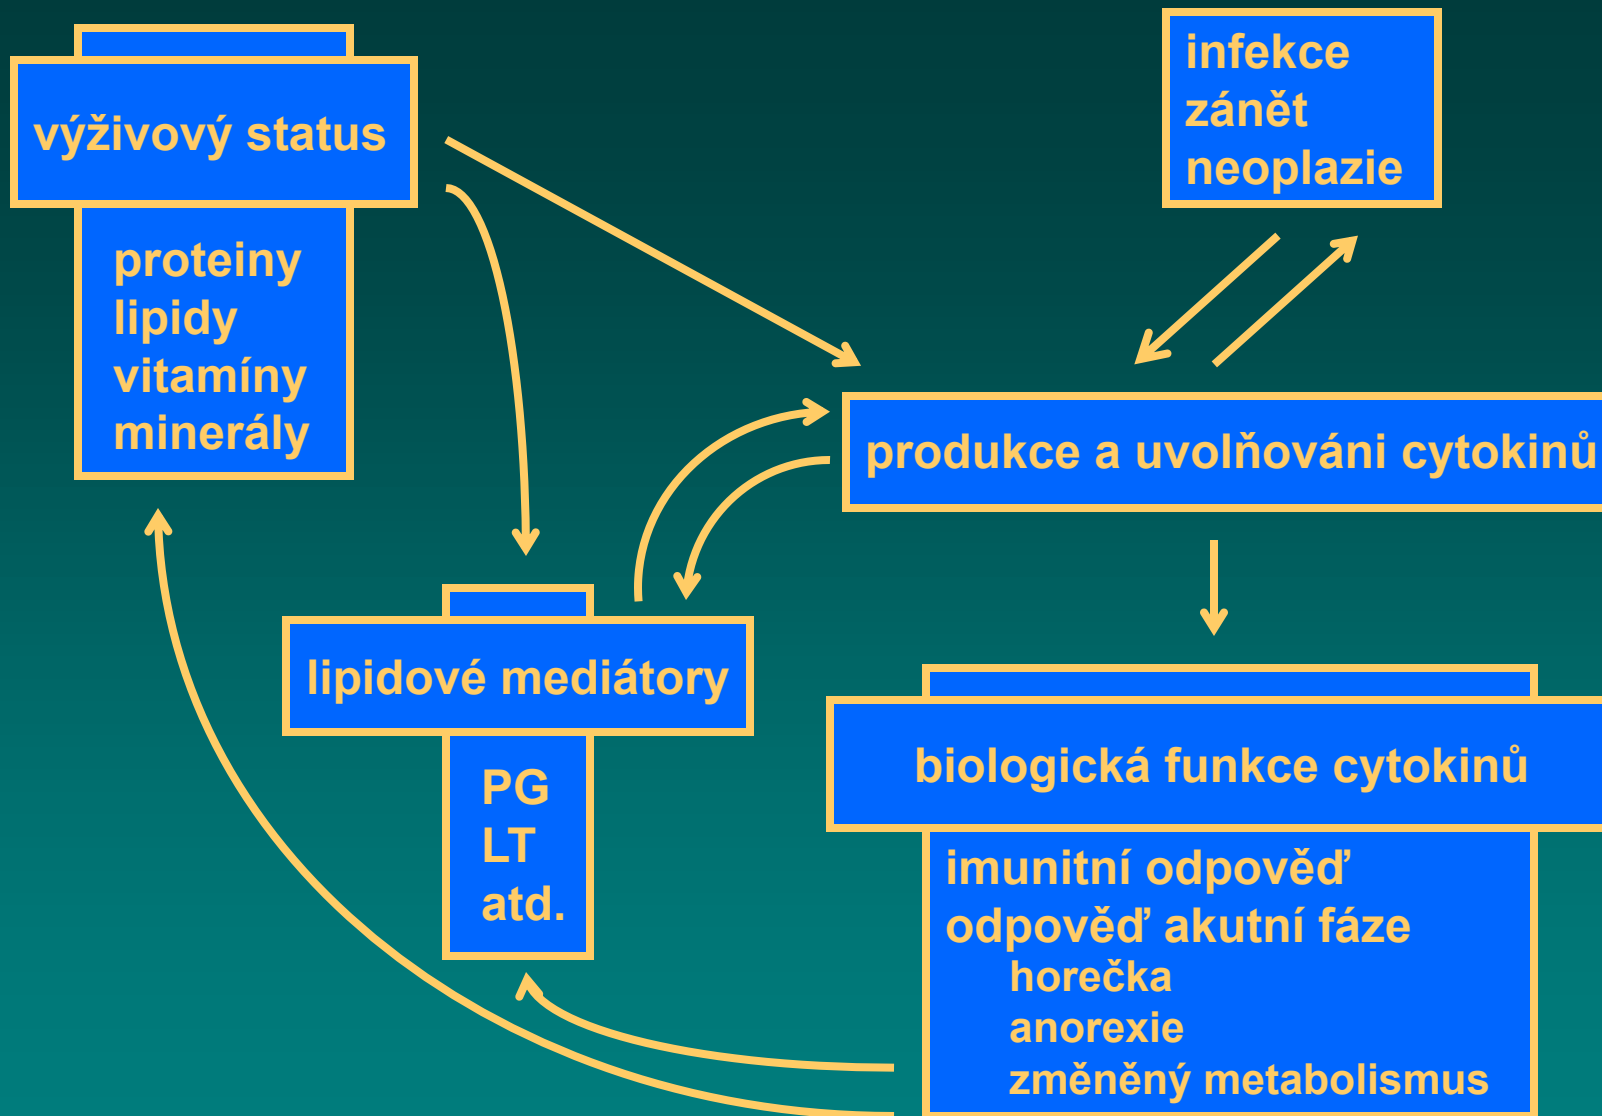 výživový status
proteiny
lipidy
vitamíny
minerály
infekce
zánět
neoplazie
produkce a uvolňováni cytokinů
lipidové mediátory
PG
LT
atd.
biologická funkce cytokinů
imunitní odpověď
odpověď akutní fáze
horečka
anorexie
změněný metabolismus